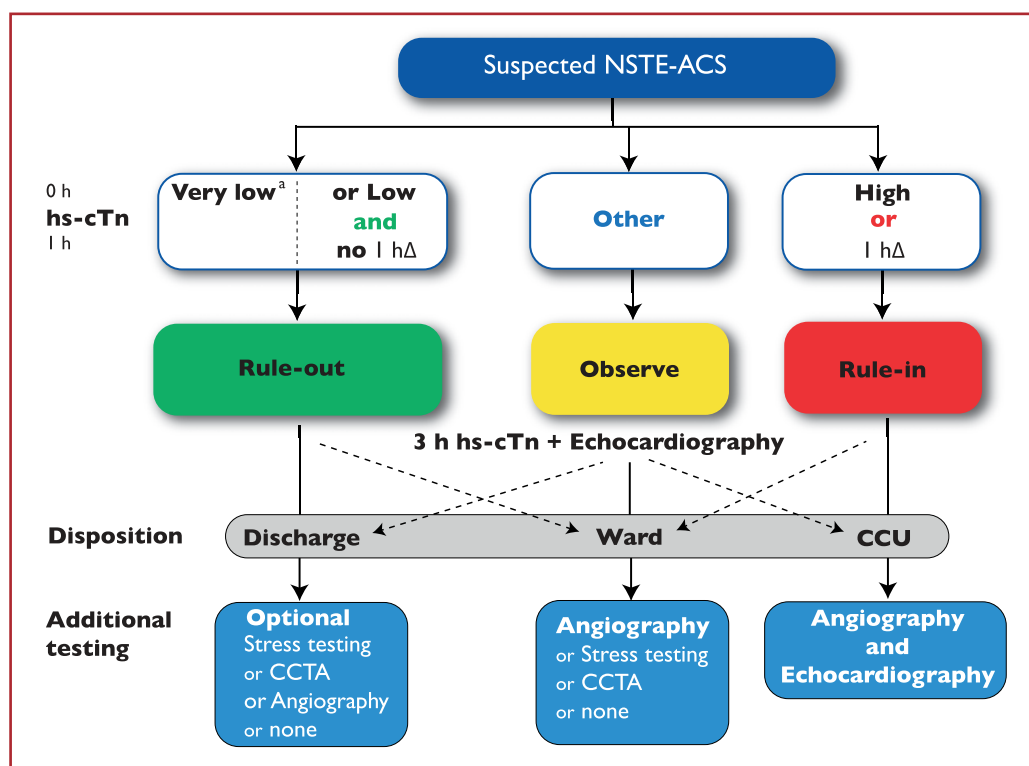 Suspected NSTE-ACS
0 h
hs-cTn
1 h
Very low^a
or Low
and
no 1 hΔ
Other
High
or
1 hΔ
Rule-out
Observe
Rule-in
3 h hs-cTn + Echocardiography
Disposition
Discharge
Ward
CCU
Additional
testing
Optional
Stress testing
or CCTA
or Angiography
or none
Angiography
or Stress testing
or CCTA
or none
Angiography
and
Echocardiography